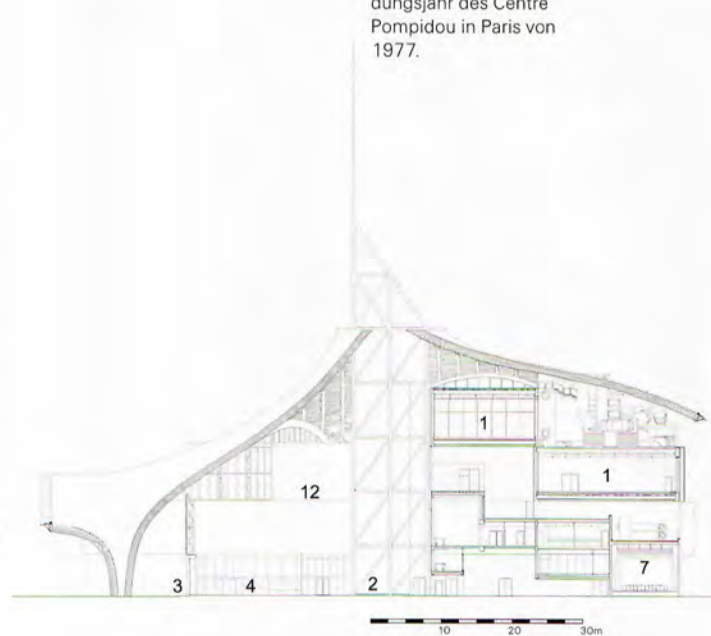 dungsjahr des Centre
Pompidou in Paris von
1977.
1
1
12
7
3 4 2
10 20 30m